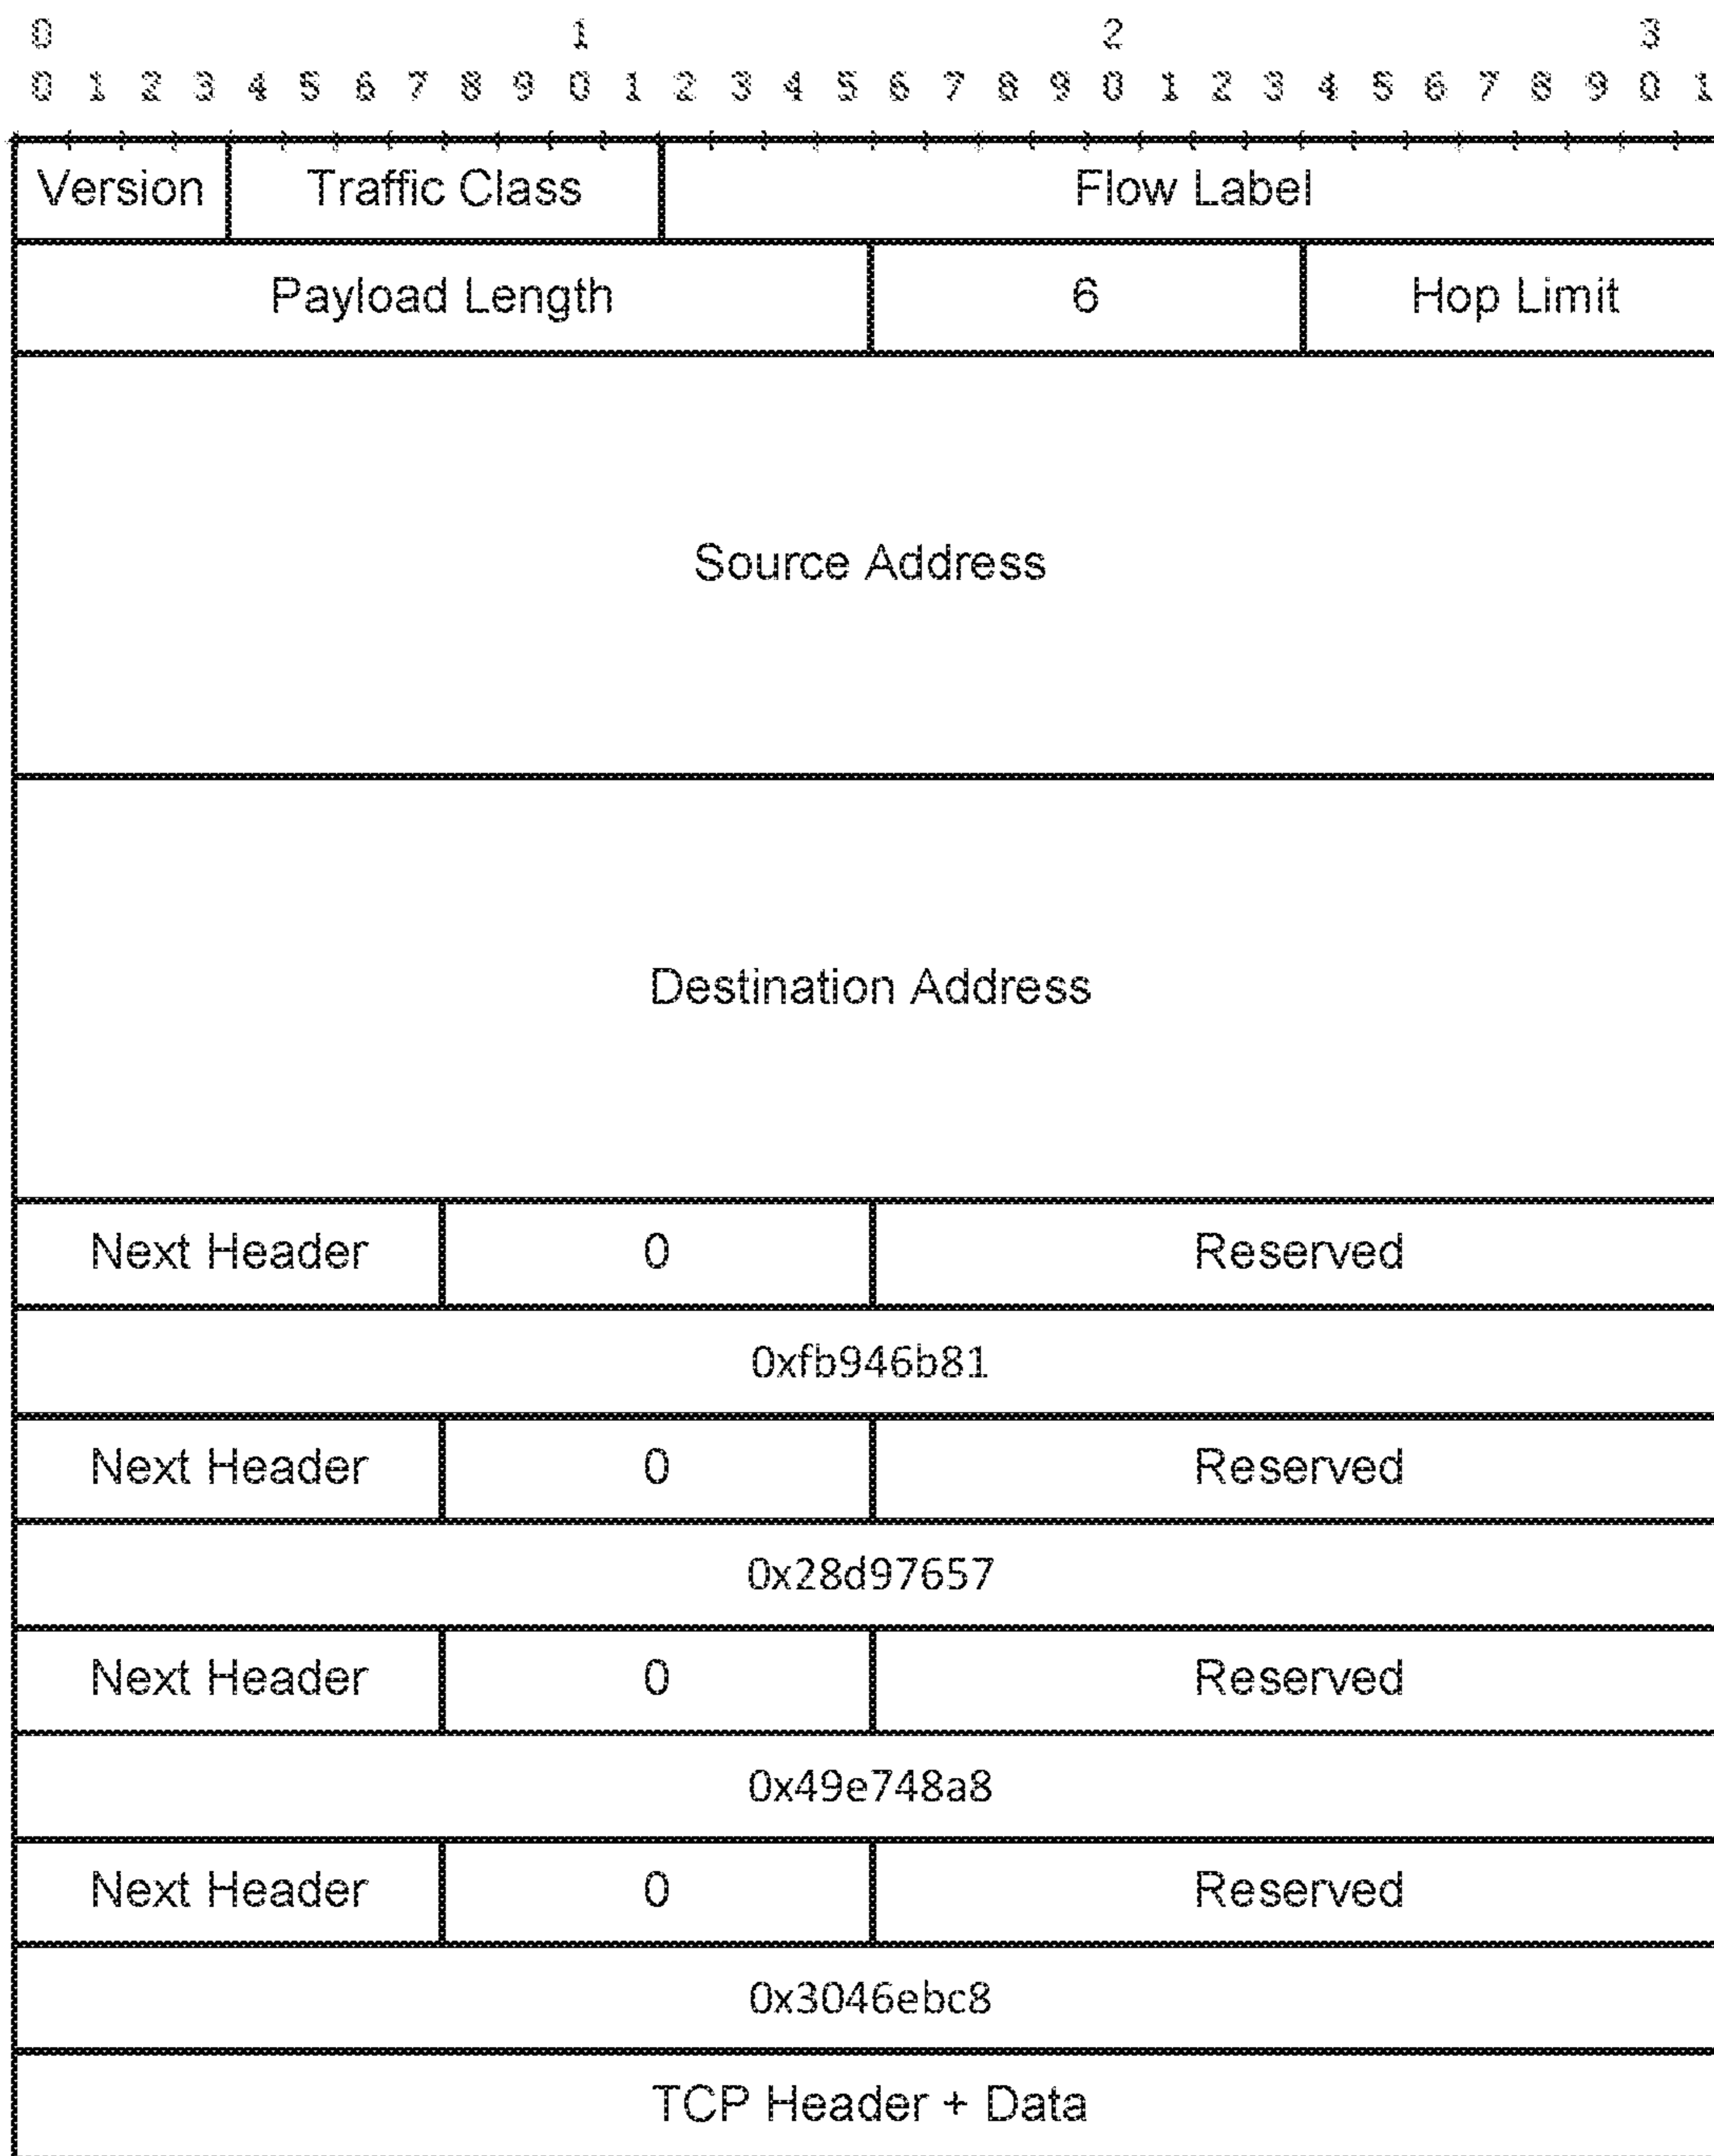 0 1 2 3
0 1 2 3 4 5 6 7 8 9 0 1 2 3 4 5 6 7 8 9 0 1 2 3 4 5 6 7 8 9 0 1
Version Traffic Class Flow Label
Payload Length 6 Hop Limit
Source Address
Destination Address
Next Header 0 Reserved
0xfb946b81
Next Header 0 Reserved
0x28d97657
Next Header 0 Reserved
0x49e748a8
Next Header 0 Reserved
0x3046ebc8
TCP Header + Data